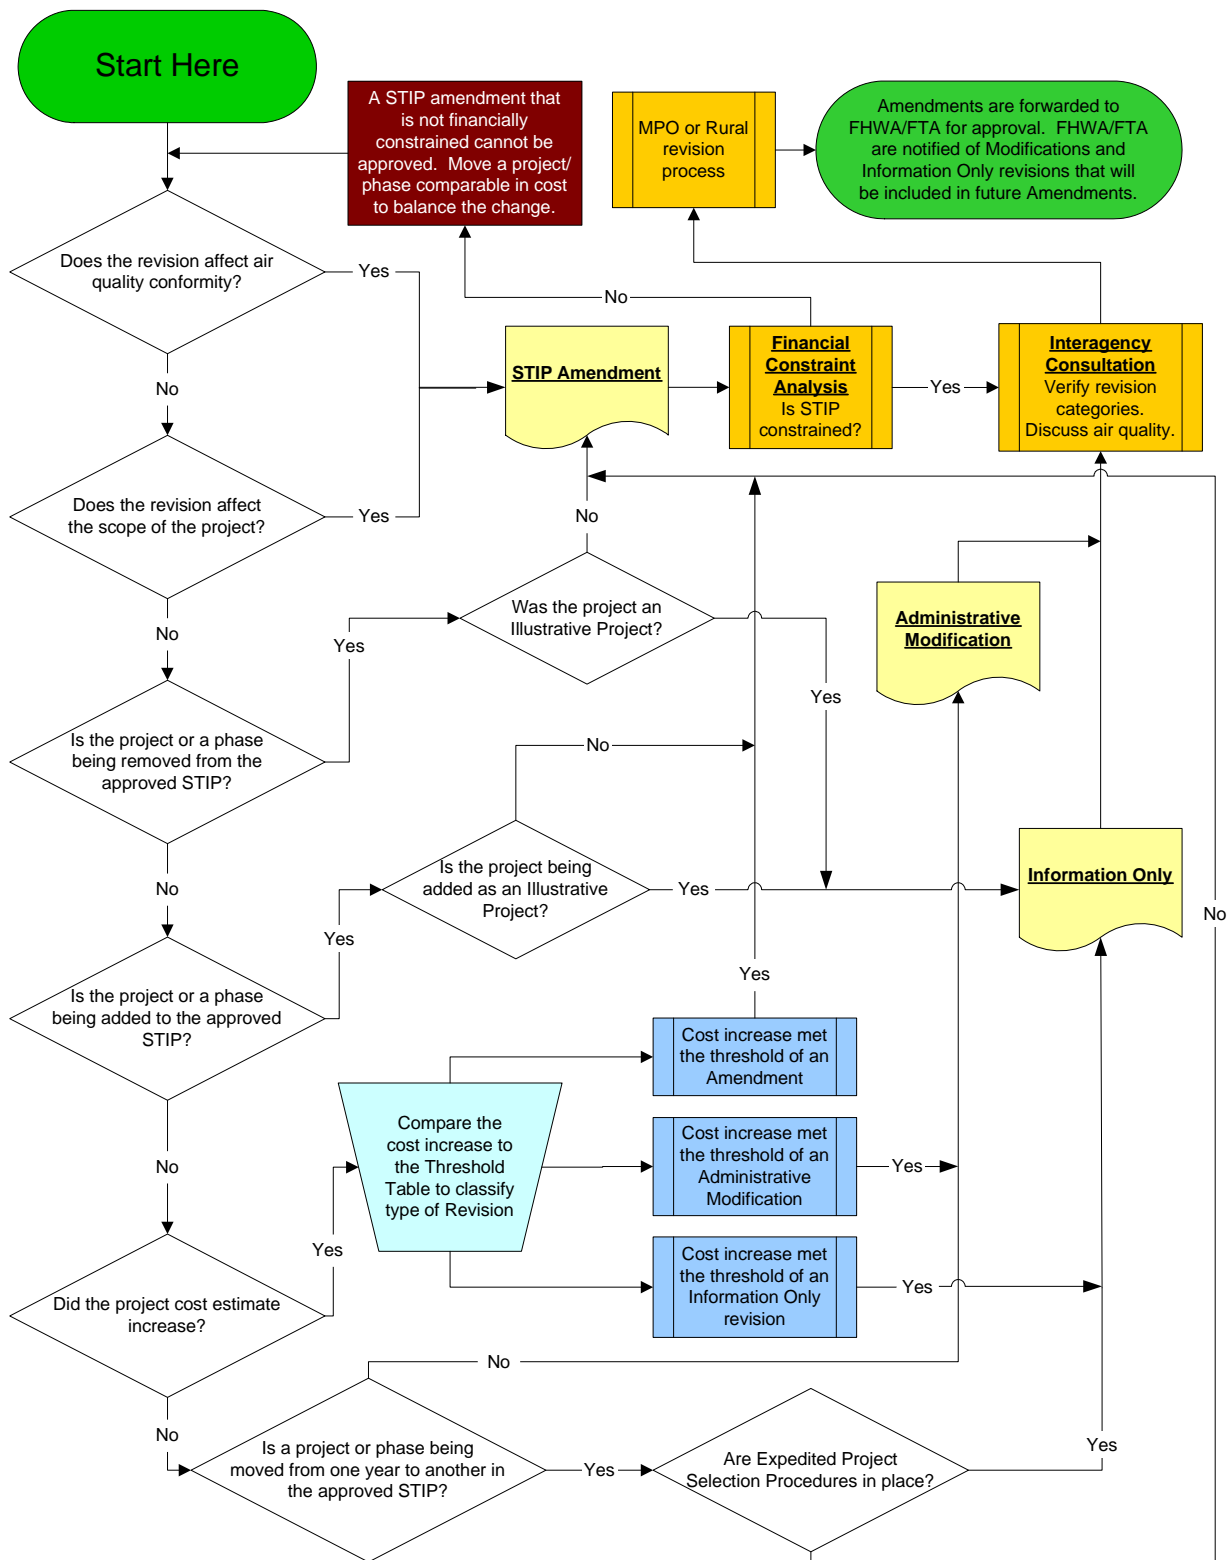 Start Here
A STIP amendment that
is not financially
constrained cannot be
approved.  Move a project/
phase comparable in cost
to balance the change.
MPO or Rural
revision
process
Amendments are forwarded to
FHWA/FTA for approval.  FHWA/FTA
are notified of Modifications and
Information Only revisions that will
be included in future Amendments.
Does the revision affect air
quality conformity?
Yes
No
No
STIP Amendment
Financial
Constraint
Analysis
Is STIP
constrained?
Yes
Interagency
Consultation
Verify revision
categories.
Discuss air quality.
Does the revision affect
the scope of the project?
Yes
No
No
Was the project an
Illustrative Project?
Yes
Yes
Administrative
Modification
Is the project or a phase
being removed from the
approved STIP?
No
No
Is the project being
added as an Illustrative
Project?
Yes
Yes
Information Only
No
Is the project or a phase
being added to the approved
STIP?
Yes
No
Cost increase met
the threshold of an
Amendment
Compare the
cost increase to
the Threshold
Table to classify
type of Revision
Cost increase met
the threshold of an
Administrative
Modification
Yes
Yes
Cost increase met
the threshold of an
Information Only
revision
Yes
Did the project cost estimate
increase?
No
No
Is a project or phase being
moved from one year to another in
the approved STIP?
Yes
Are Expedited Project
Selection Procedures in place?
Yes